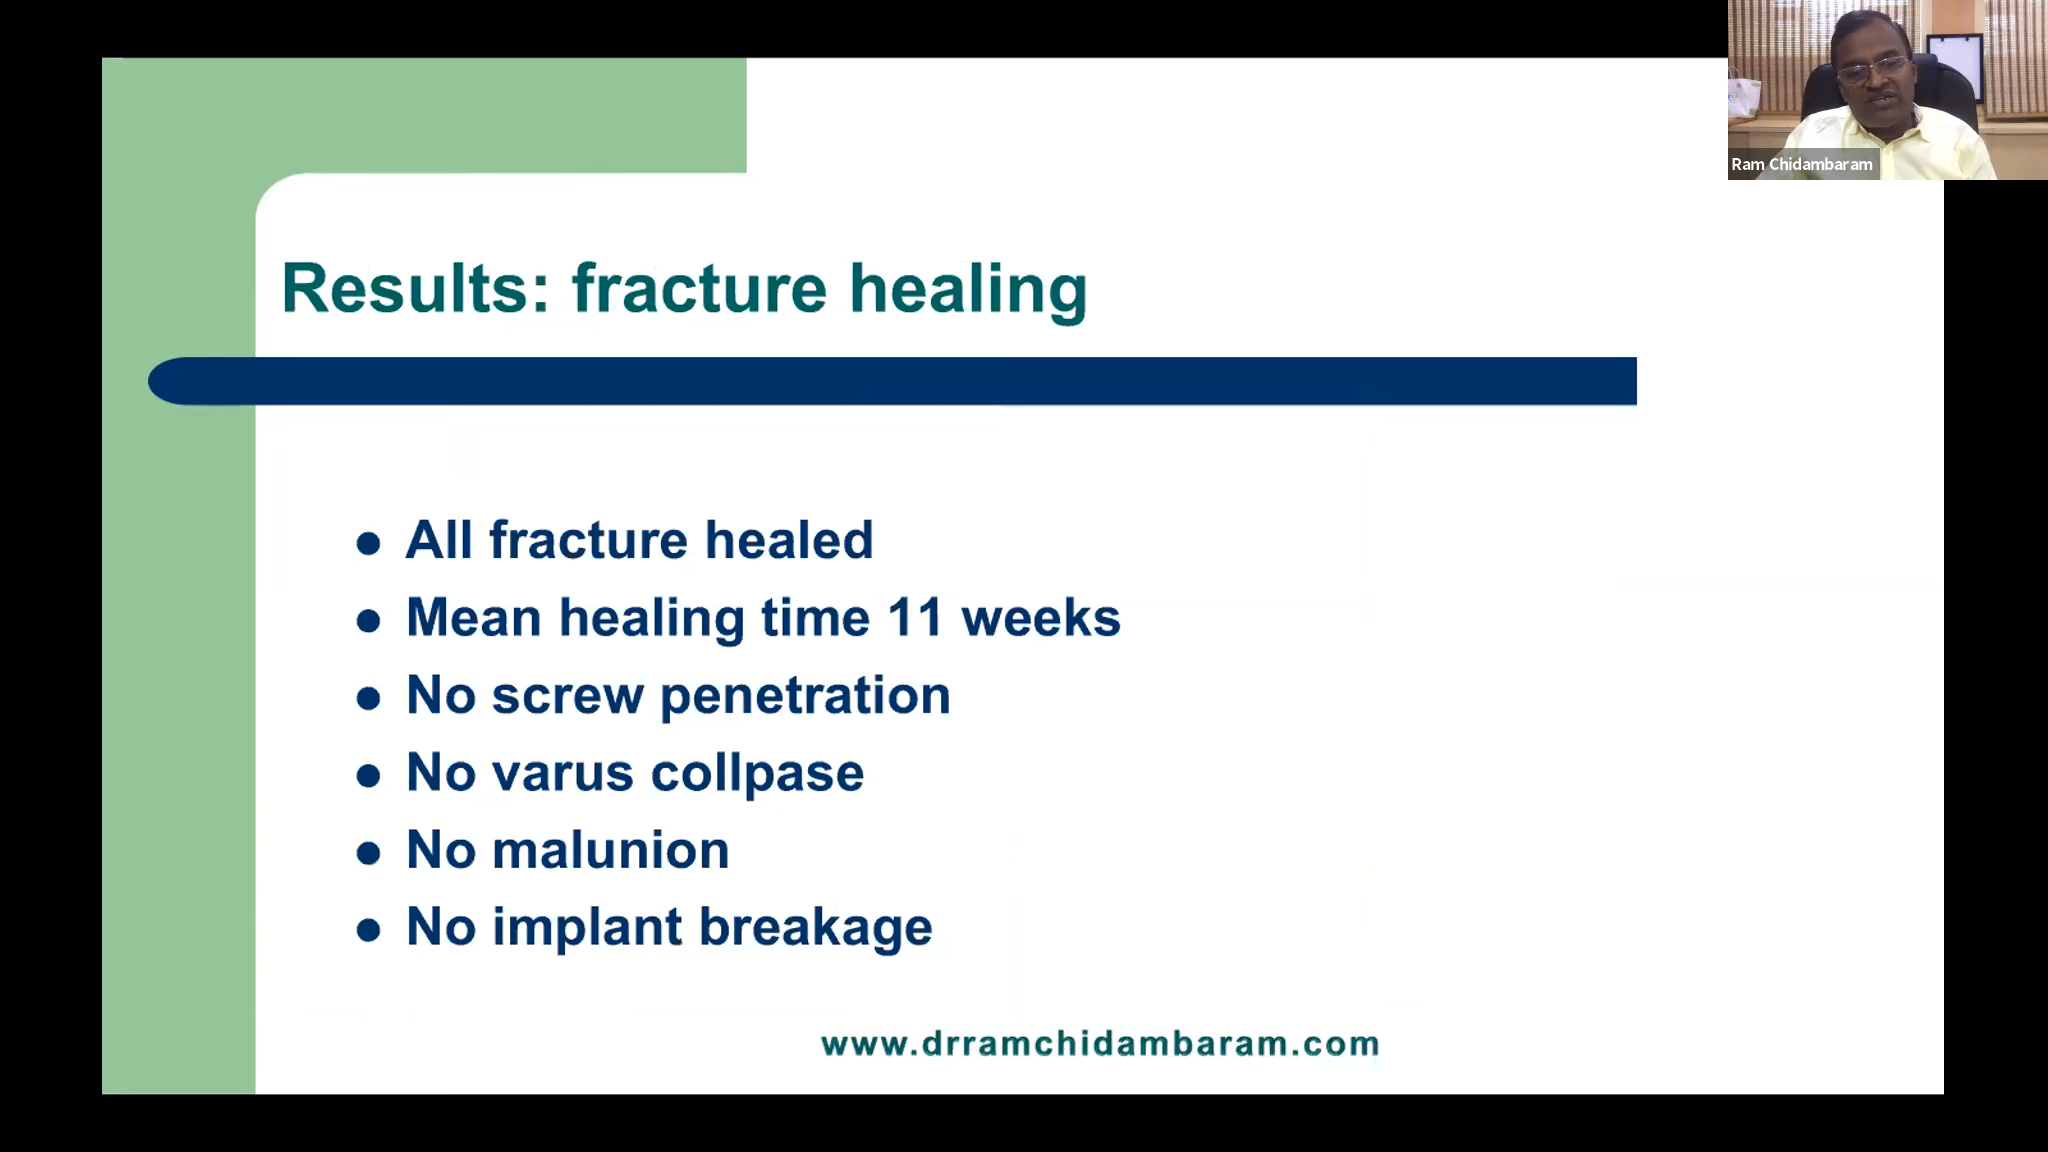 Ram Chidambaram
Results: fracture healing
All fracture healed
Mean healing time 11 weeks
No screw penetration
No varus collpase
No malunion
No implant breakage
www.drramchidambaram.com